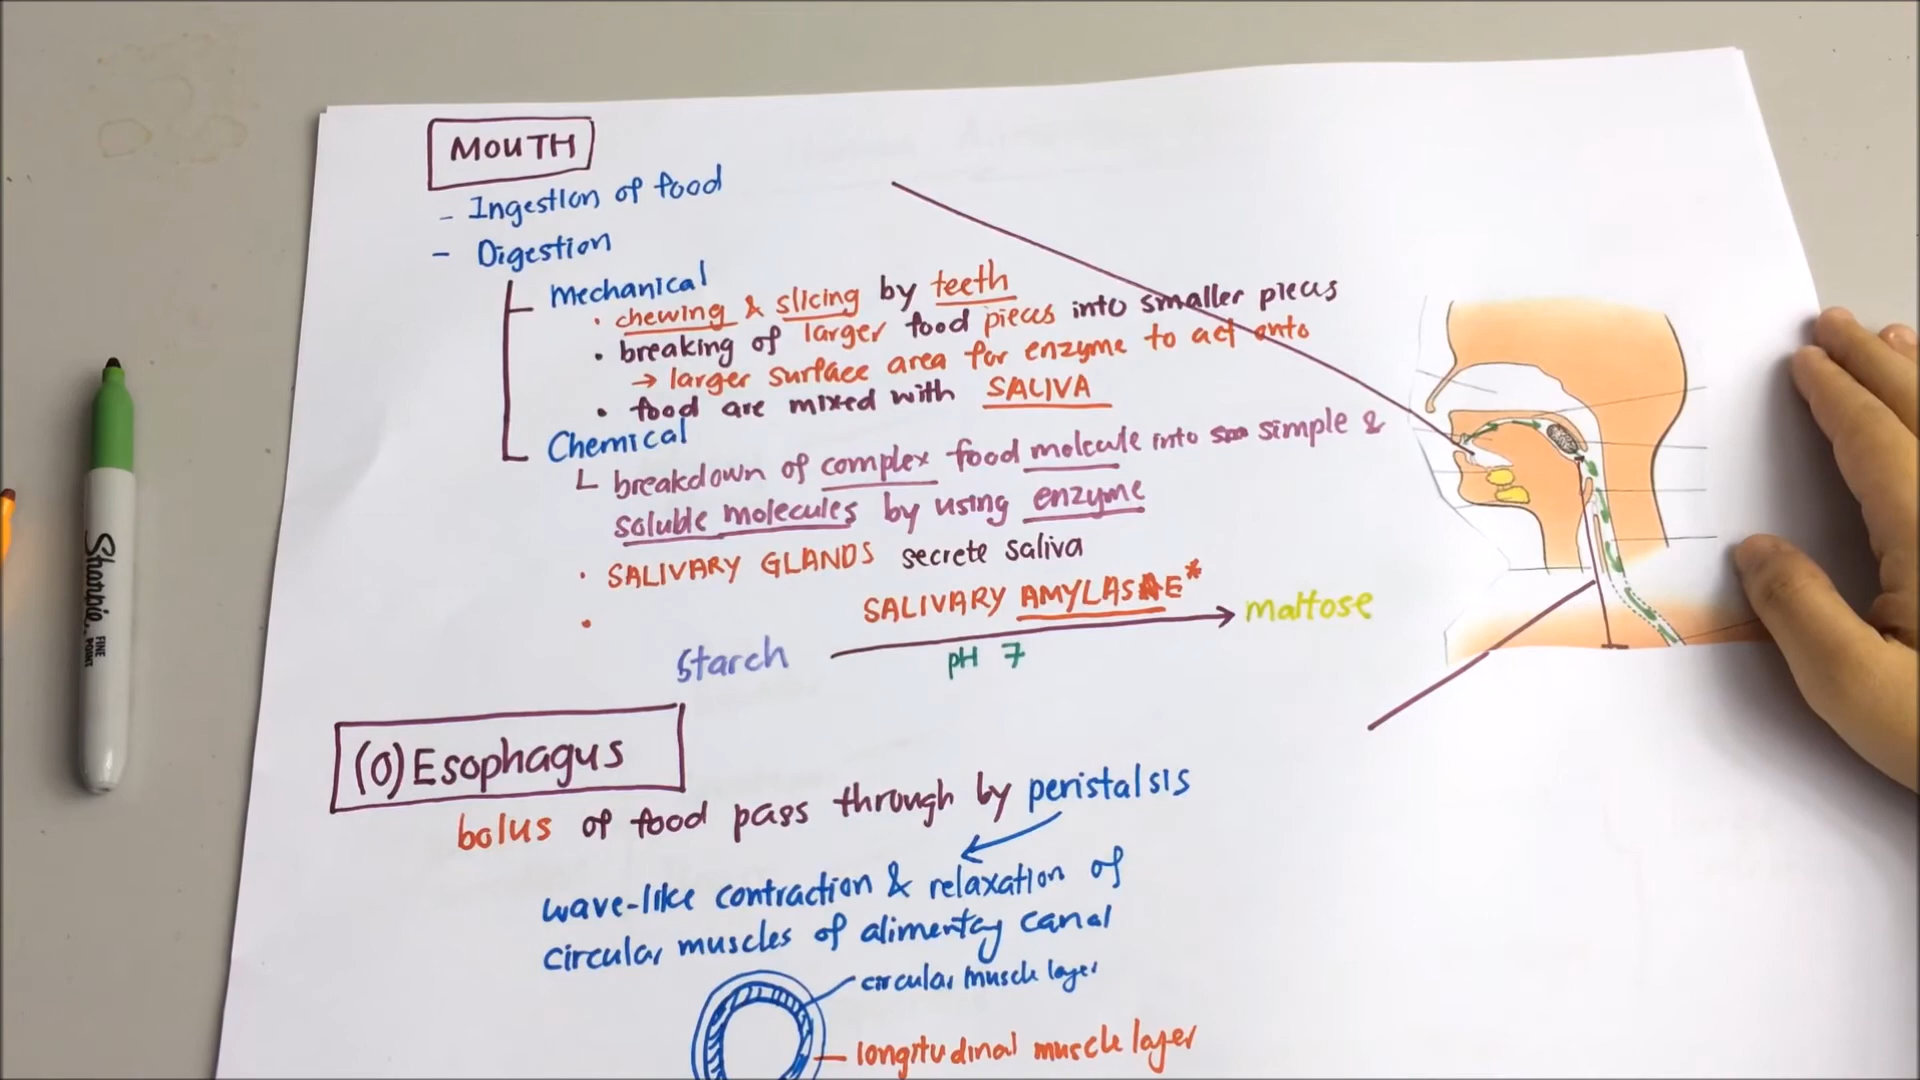 MOUTH
- Ingestion of food
- Digestion
Mechanical
· chewing & slicing by teeth
• breaking of larger food pieces into smaller pieces
→ larger surface area for enzyme to act onto
• food are mixed with SALIVA
Chemical
breakdown of complex food molecule into simple &
soluble molecules by using enzyme
· SALIVARY GLANDS secrete saliva
•
SALIVARY AMYLASE*
Starch → maltose
pH 7
(O) Esophagus
bolus of food pass through by peristalsis
wave-like contraction & relaxation of
circular muscles of alimentay canal
circular muscle layer
longitudinal muscle layer
Sharpie.
FINE
POINT